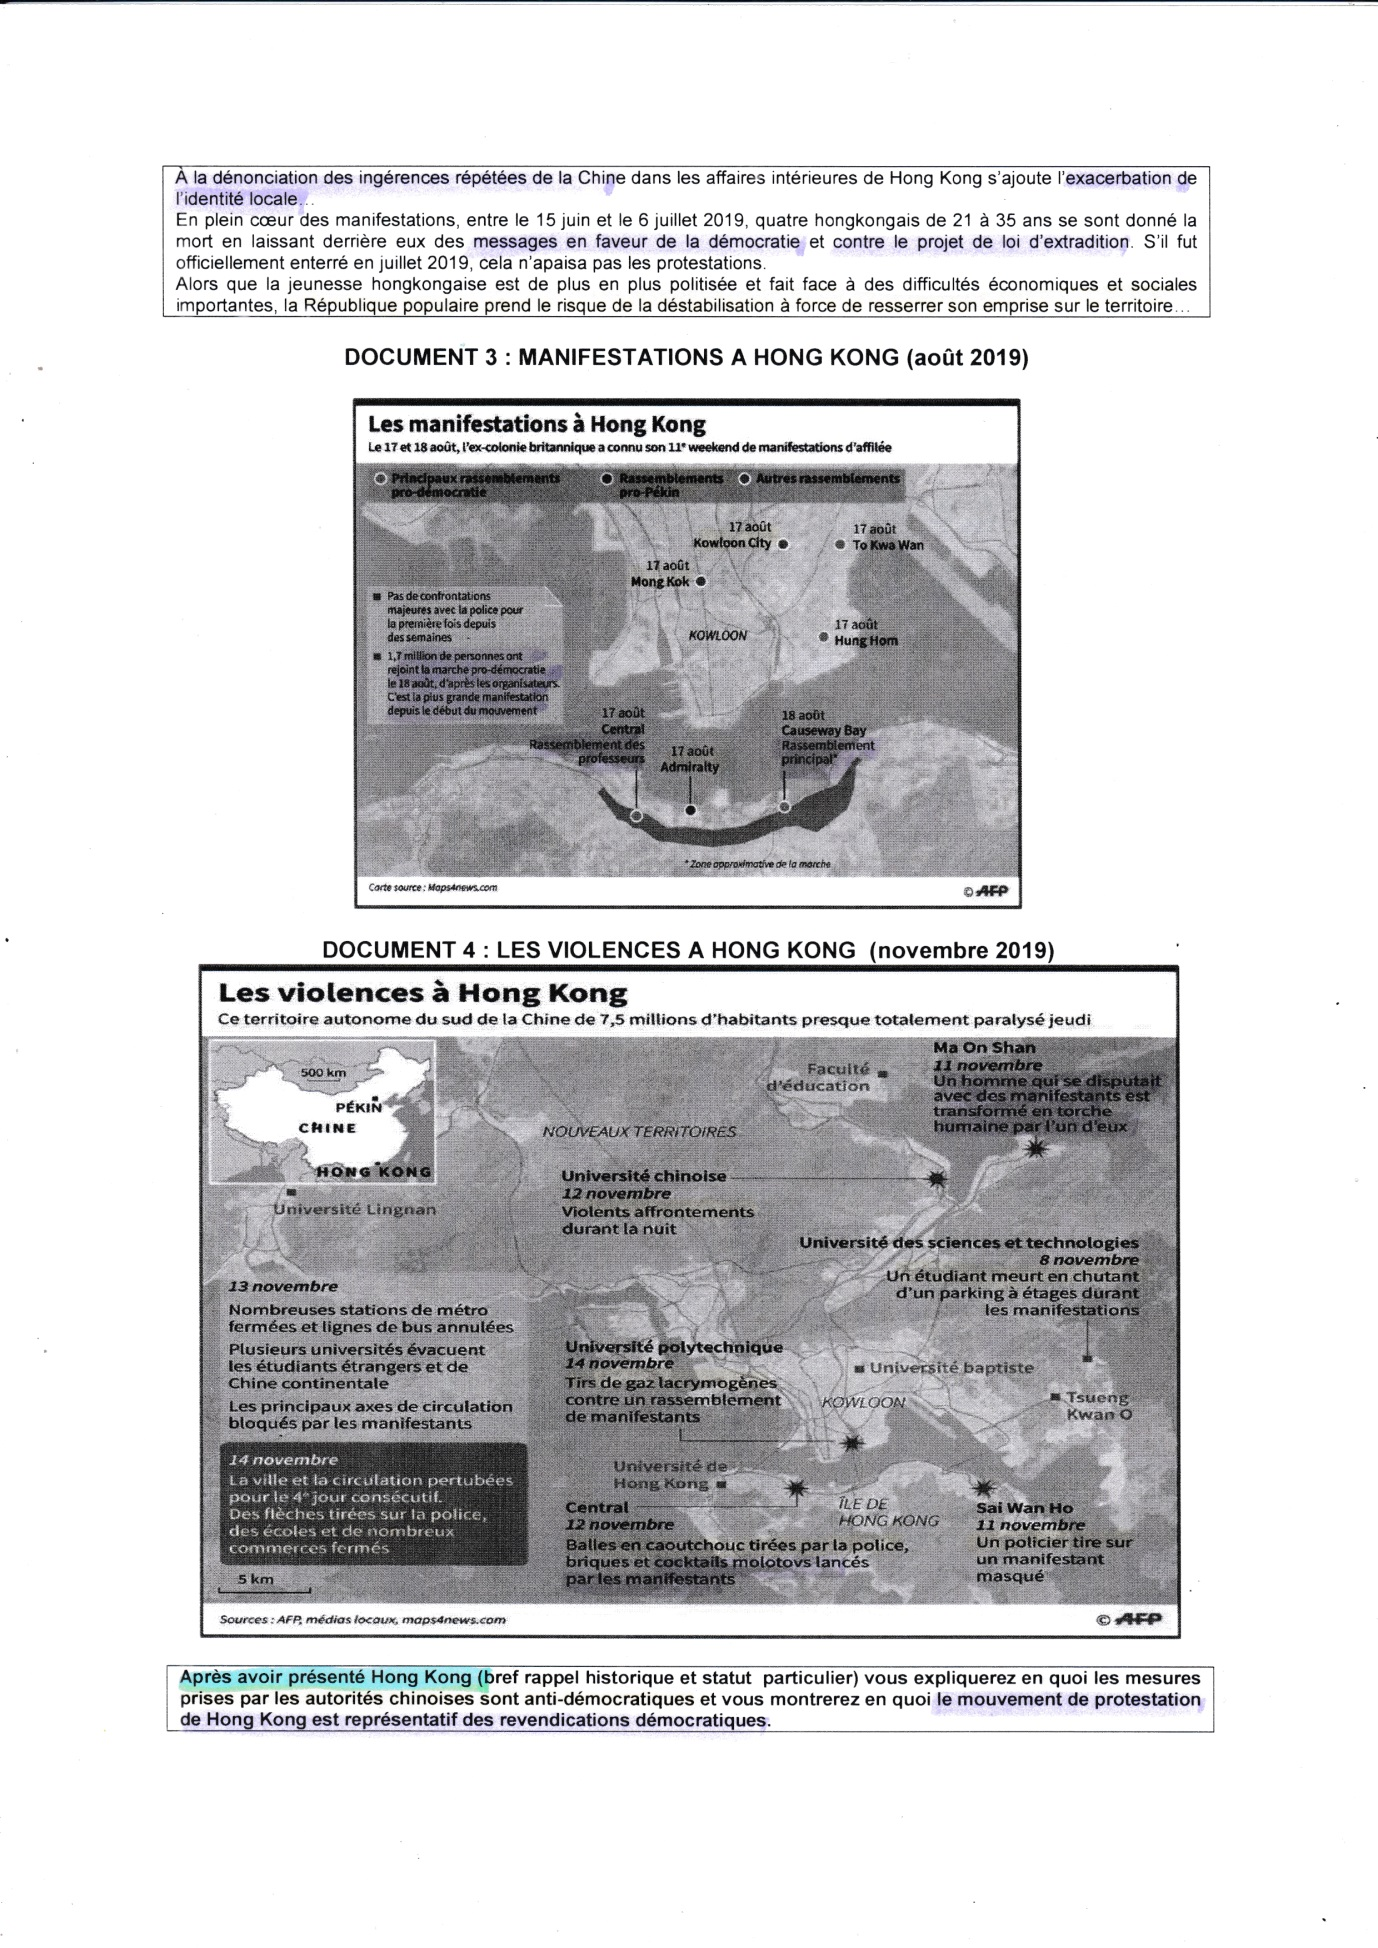 À la dénonciation des ingérences répétées de la Chine dans les affaires intérieures de Hong Kong s'ajoute l'exacerbation de
l'identité locale...
En plein cœur des manifestations, entre le 15 juin et le 6 juillet 2019, quatre hongkongais de 21 à 35 ans se sont donné la
mort en laissant derrière eux des messages en faveur de la démocratie et contre le projet de loi d'extradition. S'il fut
officiellement enterré en juillet 2019, cela n'apaisa pas les protestations.
Alors que la jeunesse hongkongaise est de plus en plus politisée et fait face à des difficultés économiques et sociales
importantes, la République populaire prend le risque de la déstabilisation à force de resserrer son emprise sur le territoire...
DOCUMENT 3 : MANIFESTATIONS A HONG KONG (août 2019)
Les manifestations à Hong Kong
Le 17 et 18 août, l'ex-colonie britannique a connu son 11e weekend de manifestations d'affilée
Principaux rassemblements
pro-démocratie
Rassemblements
pro-Pékin
Autres rassemblements
17 août
Kowloon City
17 août
To Kwa Wan
17 août
Mong Kok
Pas de confrontations
majeures avec la police pour
la première fois depuis
des semaines
KOWLOON
17 août
Hung Hom
1,7 million de personnes ont
rejoint la marche pro-démocratie
le 18 août, d'après les organisateurs.
C'est la plus grande manifestation
depuis le début du mouvement
17 août
Central
Rassemblement des
professeurs
17 août
Admiralty
18 août
Causeway Bay
Rassemblement
principal*
* Zone approximative de la marche
Carte source : Maps4news.com
© AFP
DOCUMENT 4 : LES VIOLENCES A HONG KONG (novembre 2019)
Les violences à Hong Kong
Ce territoire autonome du sud de la Chine de 7,5 millions d'habitants presque totalement paralysé jeudi
500 km
PÉKIN
CHINE
HONG KONG
Faculté
d'éducation
Ma On Shan
11 novembre
Un homme qui se disputait
avec des manifestants est
transformé en torche
humaine par l'un d'eux
NOUVEAUX TERRITOIRES
Université chinoise
12 novembre
Violents affrontements
durant la nuit
Université Lingnan
Université des sciences et technologies
8 novembre
Un étudiant meurt en chutant
d'un parking à étages durant
les manifestations
13 novembre
Nombreuses stations de métro
fermées et lignes de bus annulées
Plusieurs universités évacuent
les étudiants étrangers et de
Chine continentale
Les principaux axes de circulation
bloqués par les manifestants
Université polytechnique
14 novembre
Tirs de gaz lacrymogènes
contre un rassemblement
de manifestants
Université baptiste
KOWLOON
Tsueng
Kwan O
14 novembre
La ville et la circulation pertubées
pour le 4e jour consécutif.
Des flèches tirées sur la police,
des écoles et de nombreux
commerces fermés
Université de
Hong Kong
Central
12 novembre
Balles en caoutchouc tirées par la police,
briques et cocktails molotovs lancés
par les manifestants
ÎLE DE
HONG KONG
Sai Wan Ho
11 novembre
Un policier tire sur
un manifestant
masqué
5 km
Sources : AFP, médias locaux, maps4news.com
© AFP
Après avoir présenté Hong Kong (bref rappel historique et statut particulier) vous expliquerez en quoi les mesures
prises par les autorités chinoises sont anti-démocratiques et vous montrerez en quoi le mouvement de protestation
de Hong Kong est représentatif des revendications démocratiques.